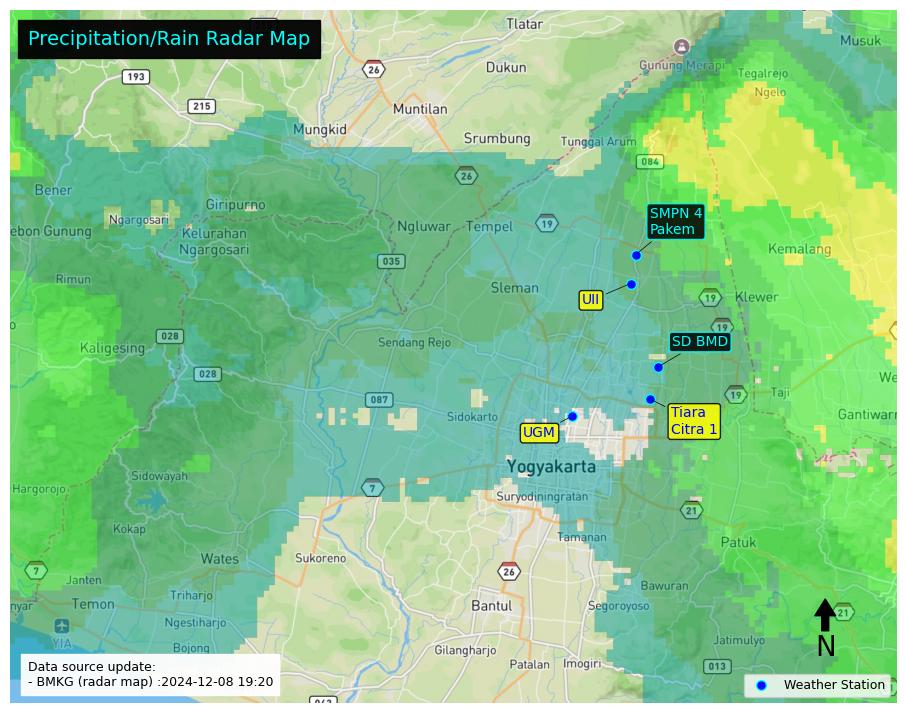 Precipitation/Rain Radar Map
Tlatar
Musuk
26
193
Dukun
Gunung Merapi
Tegalrejo
Ngelo
215
Muntilan
Mungkid
Srumbung
Tunggal Arum
084
26
Bener
Giripurno
Ngargosari
SMPN 4
Pakem
ebon Gunung
Kelurahan
Ngargosari
Ngluwar
Tempel
19
Kemalang
035
Rimun
Sleman
UII
19
Klewer
19
028
Kaligesing
Sendang Rejo
SD BMD
028
We
087
19
Taji
Sidokarto
Tiara
Citra 1
Gantiwarn
UGM
Yogyakarta
Sidowayah
Hargorojo
7
Suryodiningratan
21
Kokap
Tamanan
Patuk
Wates
Sukoreno
7
26
Janten
Bawuran
nyar
Temon
Triharjo
Bantul
Segoroyoso
21
Ngestiharjo
YIA
N
Bojong
Gilangharjo
Jatimulyo
Patalan
Imogiri
013
Data source update:
- BMKG (radar map) :2024-12-08 19:20
Weather Station